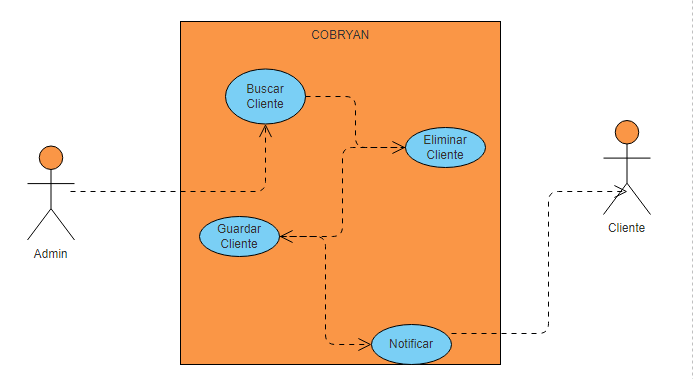 COBRYAN
Buscar
Cliente
Eliminar
Cliente
Guardar
Cliente
Notificar
Admin
Cliente